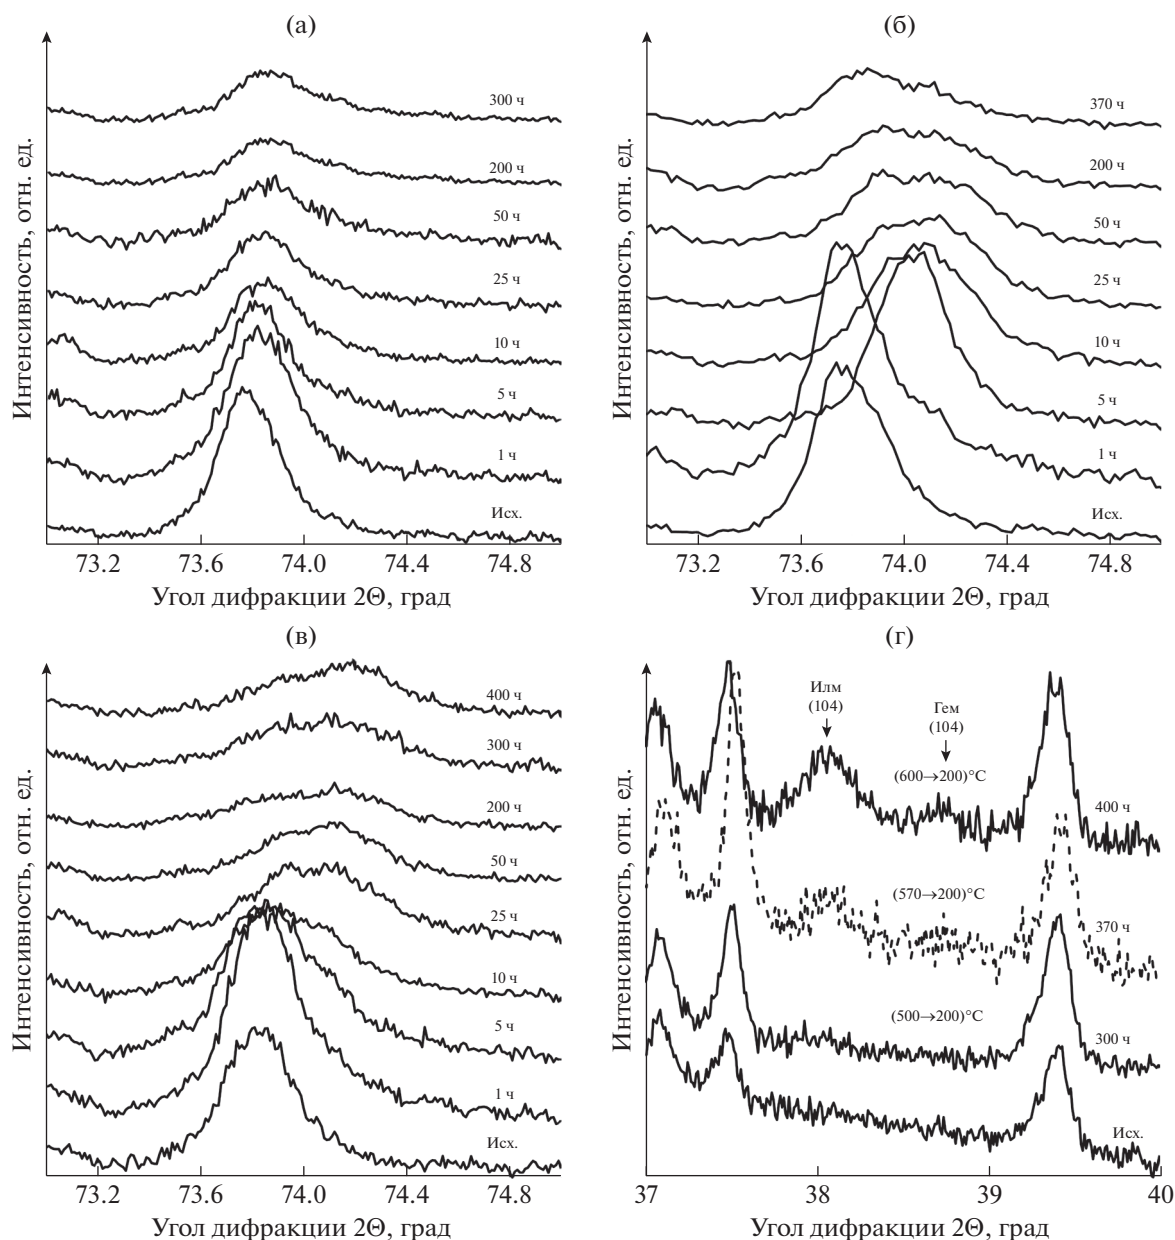 (а)
Интенсивность, отн. ед.
300 ч
200 ч
50 ч
25 ч
10 ч
5 ч
1 ч
Исх.
73.2 73.6 74.0 74.4 74.8
Угол дифракции 2Θ, град
(б)
Интенсивность, отн. ед.
370 ч
200 ч
50 ч
25 ч
10 ч
5 ч
1 ч
Исх.
73.2 73.6 74.0 74.4 74.8
Угол дифракции 2Θ, град
(в)
Интенсивность, отн. ед.
400 ч
300 ч
200 ч
50 ч
25 ч
10 ч
5 ч
1 ч
Исх.
73.2 73.6 74.0 74.4 74.8
Угол дифракции 2Θ, град
(г)
Интенсивность, отн. ед.
Илм
(104)
Гем
(104)
(600→200)°C
400 ч
(570→200)°C
370 ч
(500→200)°C
300 ч
Исх.
37 38 39 40
Угол дифракции 2Θ, град